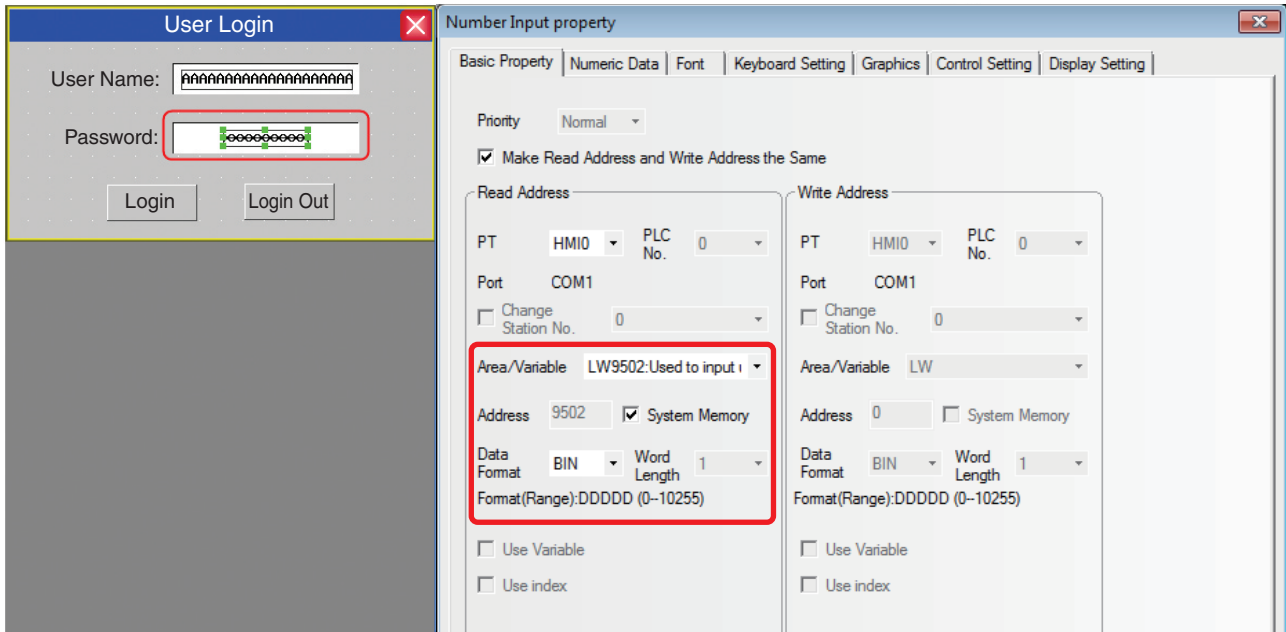 User Login
User Name: AAAAAAAAAAAAAAAAAAAA
Password:
Login Login Out
Number Input property
Basic Property Numeric Data Font Keyboard Setting Graphics Control Setting Display Setting
Priority Normal
Make Read Address and Write Address the Same
Read Address
PT HMI0 PLC No. 0
Port COM1
Change Station No. 0
Area/Variable LW9502:Used to input
Address 9502 System Memory
Data Format BIN Word Length 1
Format(Range):DDDDD (0--10255)
Use Variable
Use index
Write Address
PT HMI0 PLC No. 0
Port COM1
Change Station No. 0
Area/Variable LW
Address 0 System Memory
Data Format BIN Word Length 1
Format(Range):DDDDD (0--10255)
Use Variable
Use index